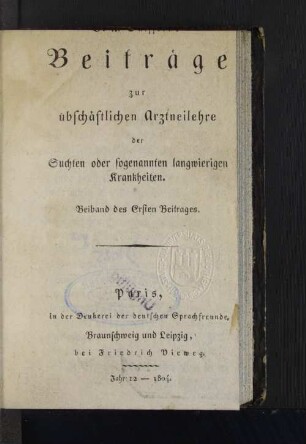 Beiträge
zur
übschäftlichen Arztneilehre
der
Suchten oder sogenannten langwierigen
Krankheiten.
Beiband des Ersten Beitrages.
Paris,
in der Drukerei der deutschen Sprachfreunde.
Braunschweig und Leipzig,
bei Friedrich Vieweg.
Jahr: 12 — 1804.